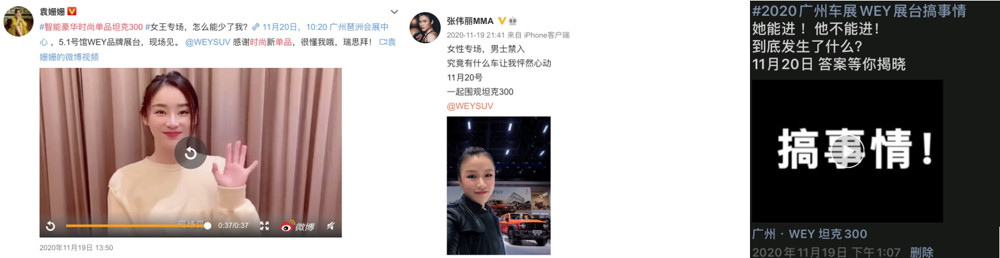 袁姗姗
#智能豪华时尚单品坦克300 #女王专场，怎么能少了我? 11月20日，10:20 广州琶洲会展中
心 ，5.1号馆WEY品牌展台，现场见。 @WEYSUV 感谢时尚新单品，很懂我哦，瑞思拜！ 袁
姗姗的微博视频
现场见
0:37/0:37
微博
2020年11月19日 13:50
张伟丽MMA
2020-11-19 21:41 来自 iPhone客户端
女性专场，男士禁入
究竟有什么车让我怦然心动
11月20号
一起围观坦克300
@WEYSUV
WEYSUV
#2020广州车展WEY展台搞事情
她能进 ！ 他不能进!
到底发生了什么?
11月20日 答案等你揭晓
搞事情！
广州 · WEY 坦克300
2020年11月19日 下午1:07 删除